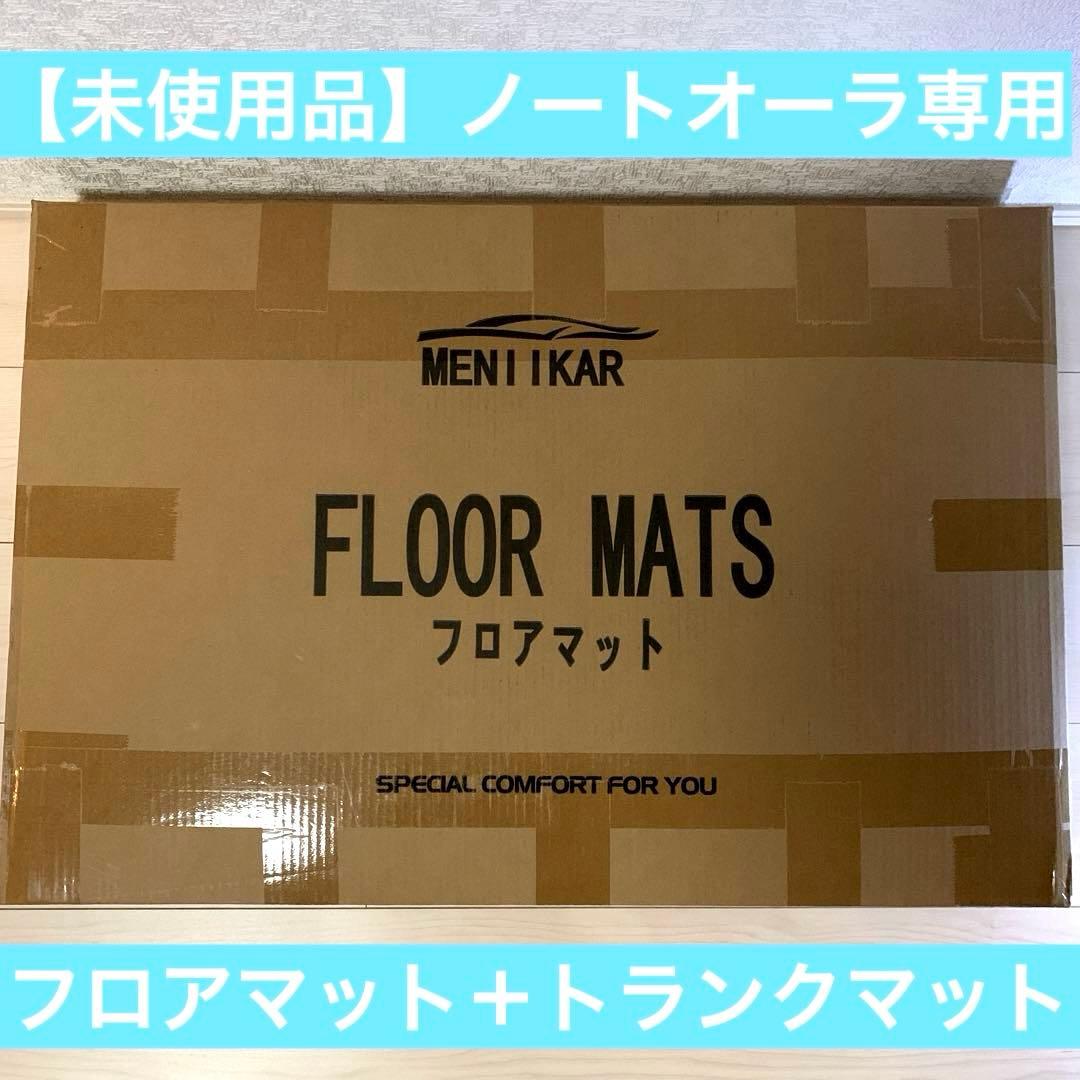 【未使用品】ノートオーラ専用
MENIIKAR
FLOOR MATS
フロアマット
SPECIAL COMFORT FOR YOU
フロアマット＋トランクマット